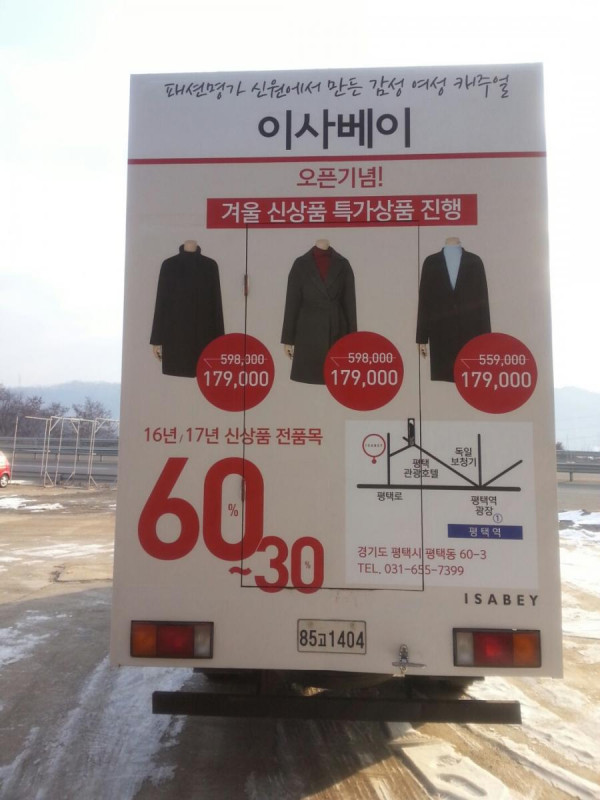 패션명가 신원에서 만든 감성 여성 캐주얼
이사베이
오픈기념!
겨울 신상품 특가상품 진행
598,000
179,000
598,000
179,000
559,000
179,000
16년/17년 신상품 전품목
60%
~30%
ISABEY
평택
관광호텔
독일
보청기
평택로
평택역
광장
①
평택역
경기도 평택시 평택동 60-3
TEL. 031-655-7399
ISABEY
85고1404